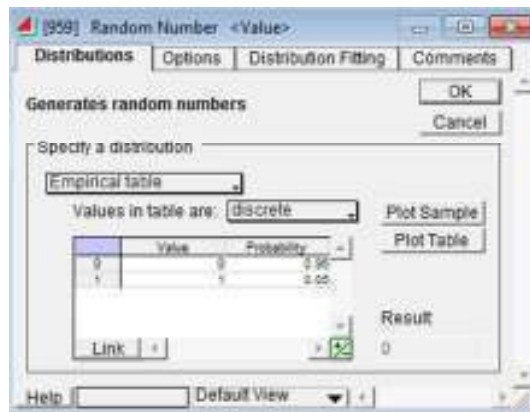 [959] Random Number <Value>
Distributions Options Distribution Fitting Comments
Generates random numbers
OK
Cancel
Specify a distribution
Empirical table
Values in table are: discrete
Plot Sample
Plot Table
Value Probability
0 0 0.95
1 1 0.05
Link
Result
0
Help Default View